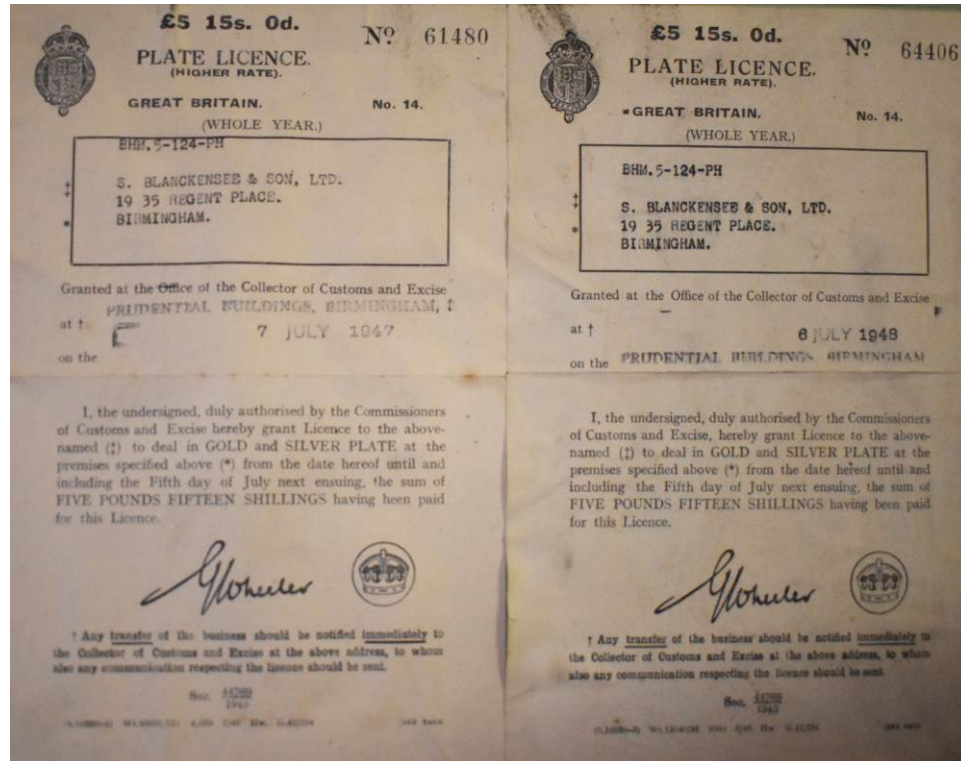 £5 15s. 0d.
Nº 61480
PLATE LICENCE.
(HIGHER RATE).
GREAT BRITAIN. No. 14.
(WHOLE YEAR.)
BHM.5-124-PH
‡ S. BLANCKENSEE & SON, LTD.
19 35 REGENT PLACE.
* BIRMINGHAM.
Granted at the Office of the Collector of Customs and Excise
PRUDENTIAL BUILDINGS, BIRMINGHAM,
at † 7 JULY 1947
on the
I, the undersigned, duly authorised by the Commissioners
of Customs and Excise hereby grant Licence to the above-
named (‡) to deal in GOLD and SILVER PLATE at the
premises specified above (*) from the date hereof until and
including the Fifth day of July next ensuing, the sum of
FIVE POUNDS FIFTEEN SHILLINGS having been paid
for this Licence.
GWheeler
† Any transfer of the business should be notified immediately to
the Collector of Customs and Excise at the above address, to whom
also any communication respecting the licence should be sent.
Sec. 44769
1945
£5 15s. 0d.
Nº 64406
PLATE LICENCE.
(HIGHER RATE).
*GREAT BRITAIN. No. 14.
(WHOLE YEAR.)
BHM.5-124-PH
‡ S. BLANCKENSEE & SON, LTD.
19 35 REGENT PLACE.
* BIRMINGHAM.
Granted at the Office of the Collector of Customs and Excise
at † 6 JULY 1948
on the PRUDENTIAL BUILDINGS BIRMINGHAM
I, the undersigned, duly authorised by the Commissioners
of Customs and Excise, hereby grant Licence to the above-
named (‡) to deal in GOLD and SILVER PLATE at the
premises specified above (*) from the date hereof until and
including the Fifth day of July next ensuing, the sum of
FIVE POUNDS FIFTEEN SHILLINGS having been paid
for this Licence.
GWheeler
† Any transfer of the business should be notified immediately to
the Collector of Customs and Excise at the above address, to whom
also any communication respecting the licence should be sent.
Sec. 44769
1945